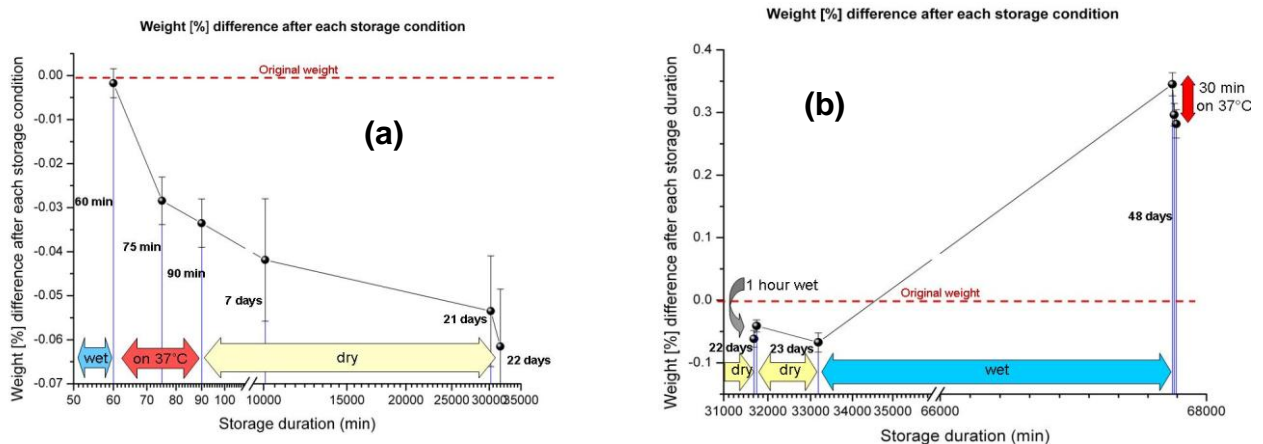 Weight [%] difference after each storage condition
Weight [%] difference after each storage condition
0.00
-0.01
-0.02
-0.03
-0.04
-0.05
-0.06
-0.07
Original weight
(a)
60 min
75 min
90 min
7 days
21 days
22 days
wet
on 37°C
dry
50 60 70 80 90 100 10000 15000 20000 25000 30000 35000
Storage duration (min)
Weight [%] difference after each storage condition
Weight [%] difference after each storage duration
0.4
0.3
0.2
0.1
0.0
-0.1
(b)
30 min
on 37°C
48 days
1 hour wet
Original weight
22 days
23 days
dry
dry
wet
31000 32000 33000 34000 35000 66000 68000
Storage duration (min)